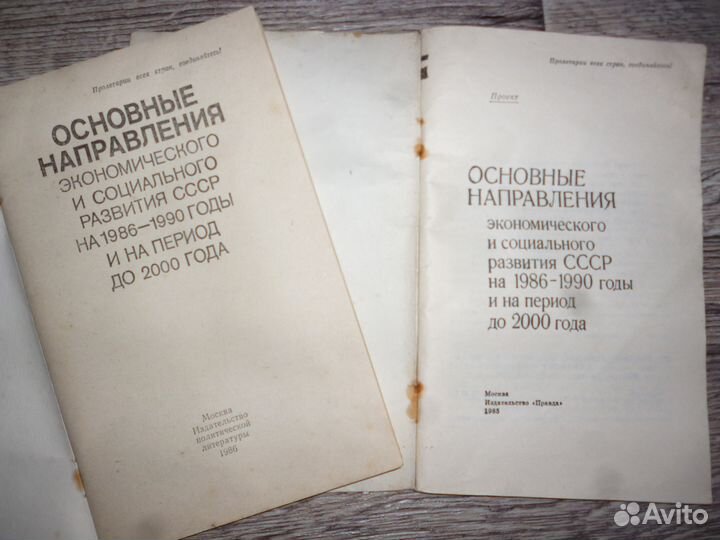 Пролетарии всех стран, соединяйтесь!
ОСНОВНЫЕ
НАПРАВЛЕНИЯ
ЭКОНОМИЧЕСКОГО
И СОЦИАЛЬНОГО
РАЗВИТИЯ СССР
НА 1986—1990 ГОДЫ
И НА ПЕРИОД
ДО 2000 ГОДА
Москва
Издательство
политической
литературы
1986
Пролетарии всех стран, соединяйтесь!
Проект
ОСНОВНЫЕ
НАПРАВЛЕНИЯ
экономического
и социального
развития СССР
на 1986-1990 годы
и на период
до 2000 года
Москва
Издательство «Правда»
1985
Avito